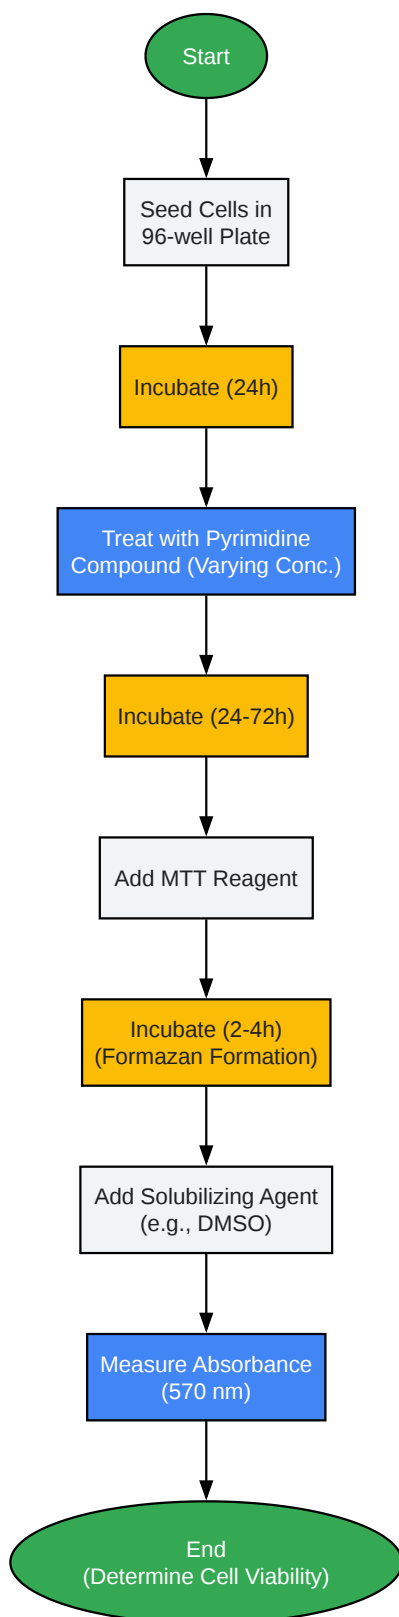 Start
Seed Cells in
96-well Plate
Incubate (24h)
Treat with Pyrimidine
Compound (Varying Conc.)
Incubate (24-72h)
Add MTT Reagent
Incubate (2-4h)
(Formazan Formation)
Add Solubilizing Agent
(e.g., DMSO)
Measure Absorbance
(570 nm)
End
(Determine Cell Viability)